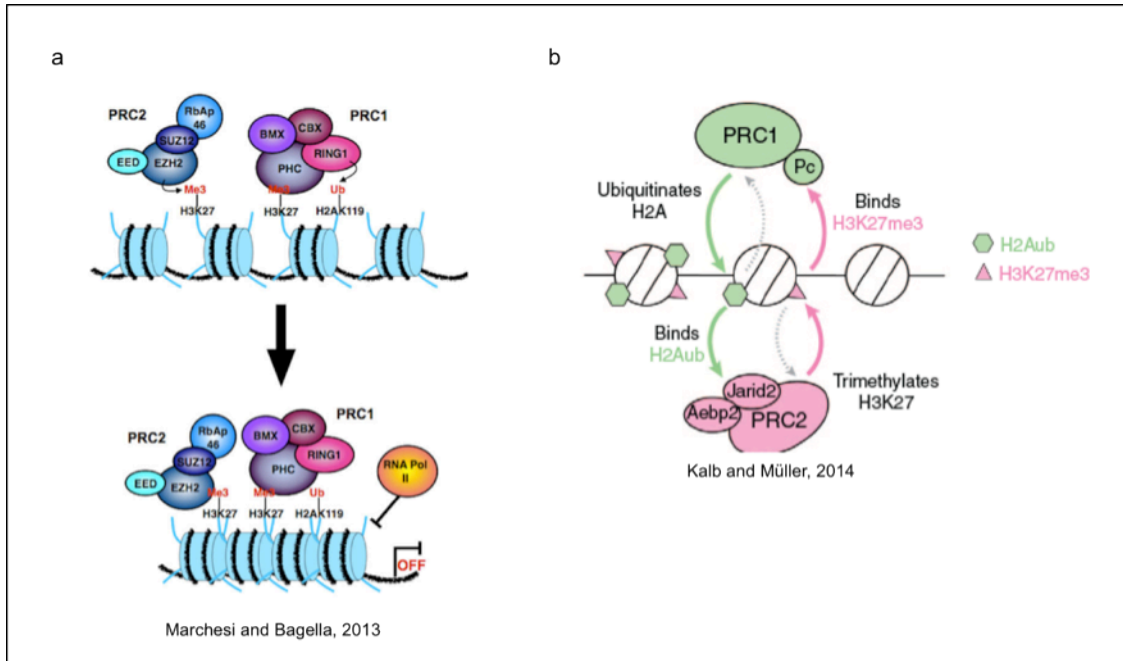 a
PRC2
RbAp
46
SUZ12
EED
EZH2
Me3
H3K27
PRC1
BMX
CBX
RING1
PHC
Me3
Ub
H3K27
H2AK119
PRC1
PRC2
RbAp
46
SUZ12
EED
EZH2
BMX
CBX
RING1
PHC
Me3
Me3
Ub
H3K27
H3K27
H2AK119
RNA Pol
II
OFF
Marchesi and Bagella, 2013
b
PRC1
Pc
Ubiquitinates
H2A
Binds
H3K27me3
H2Aub
H3K27me3
Binds
H2Aub
Jarid2
Aebp2
PRC2
Trimethylates
H3K27
Kalb and Müller, 2014